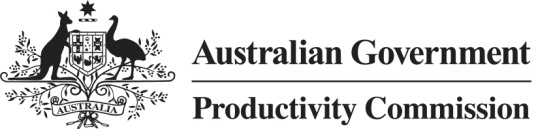 Australian Government
AUSTRALIA
Productivity Commission